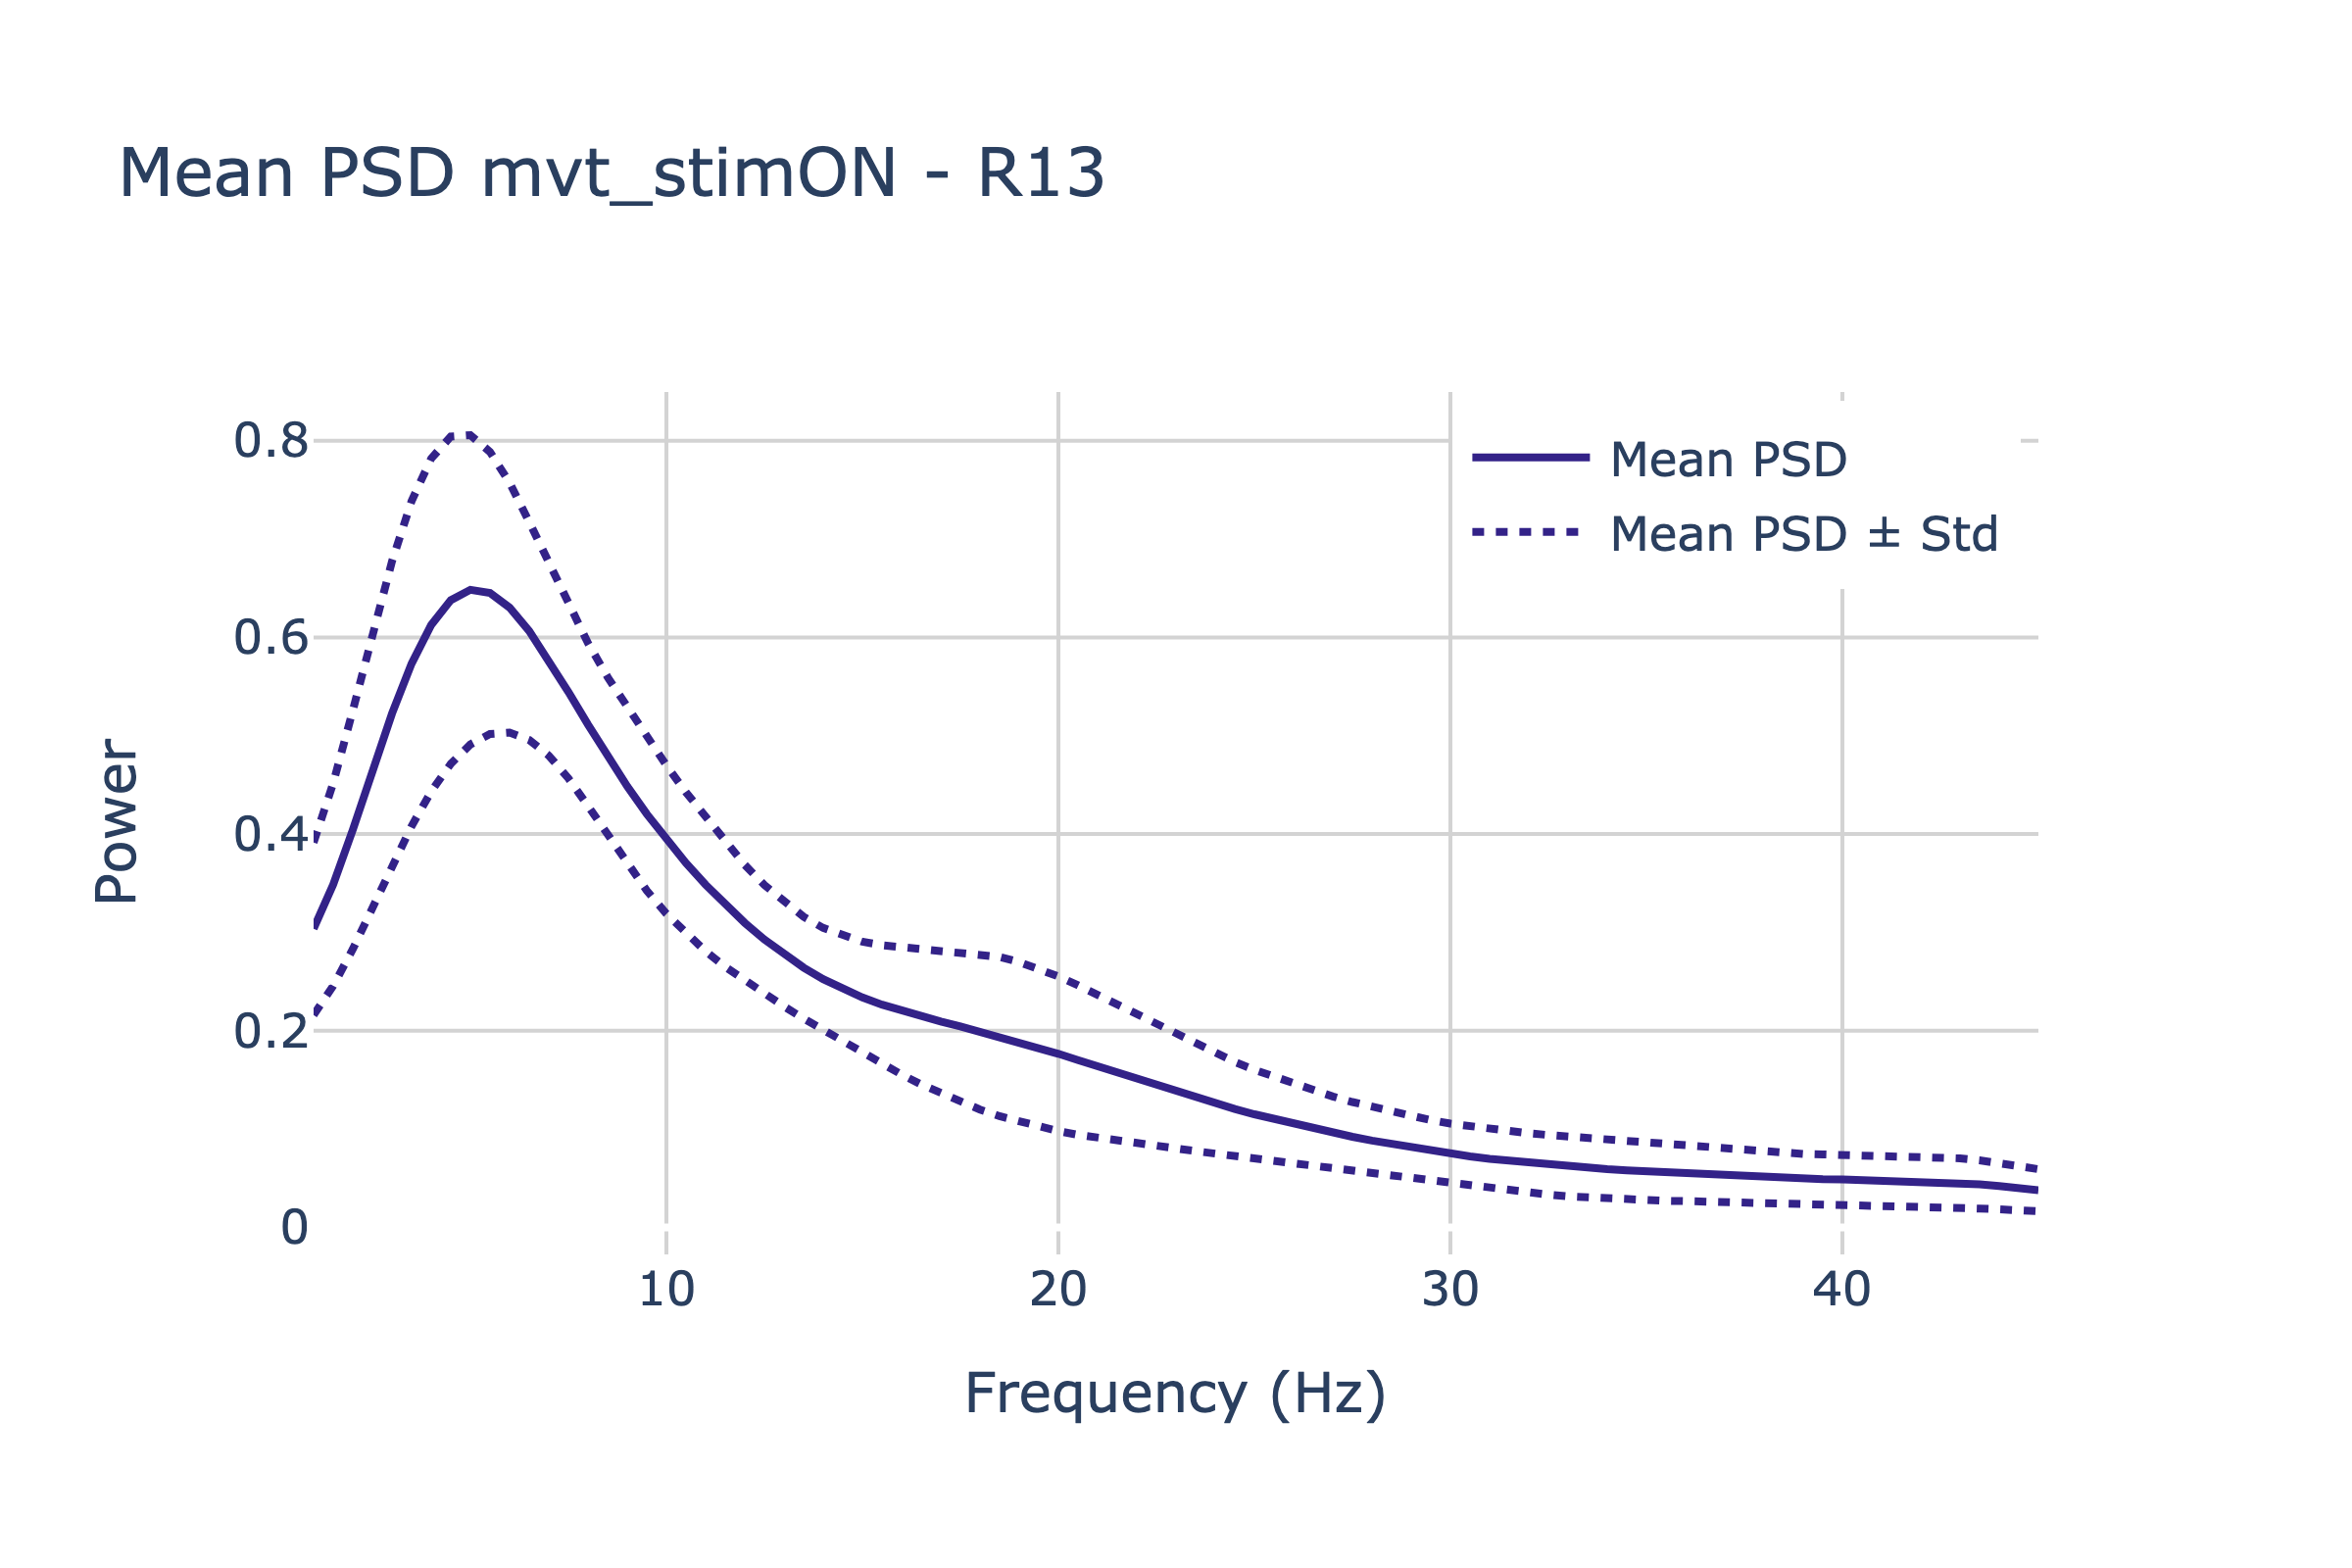 Mean PSD mvt_stimON - R13
Mean PSD
Mean PSD ± Std
Power
0.8
0.6
0.4
0.2
0
10 20 30 40
Frequency (Hz)